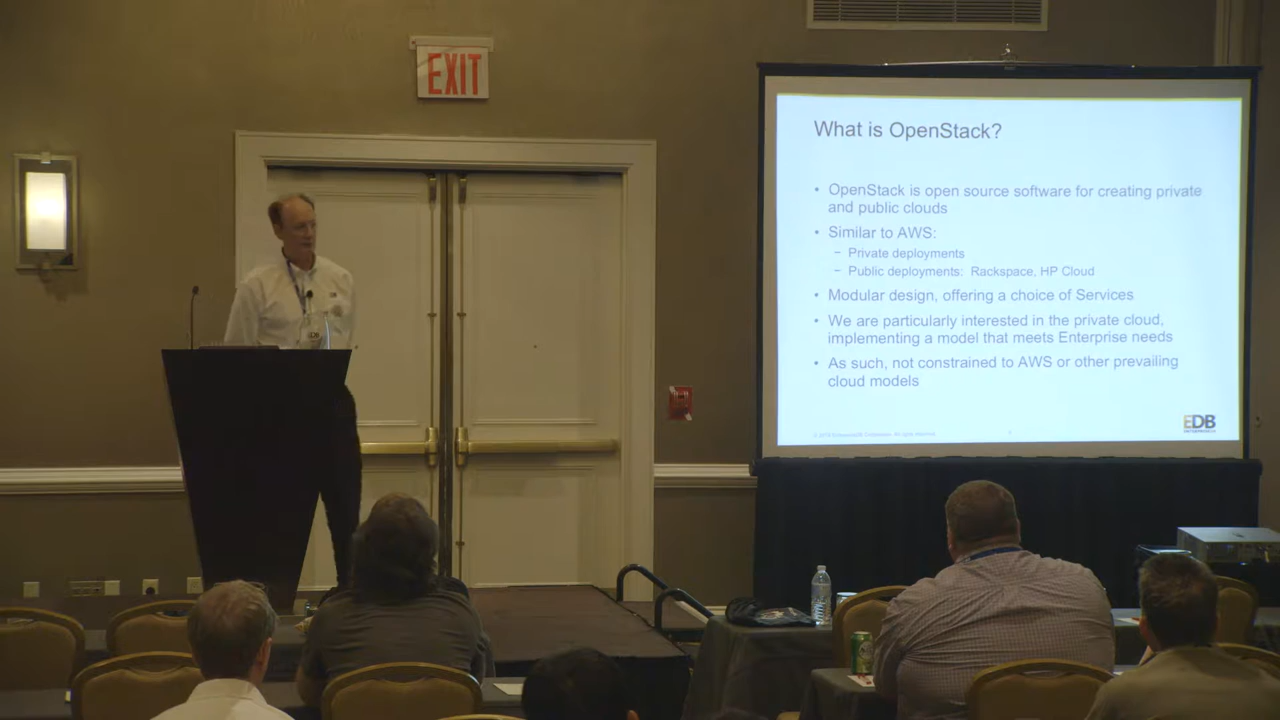 EXIT
What is OpenStack?
• OpenStack is open source software for creating private
and public clouds
• Similar to AWS:
− Private deployments
− Public deployments: Rackspace, HP Cloud
• Modular design, offering a choice of Services
• We are particularly interested in the private cloud,
implementing a model that meets Enterprise needs
• As such, not constrained to AWS or other prevailing
cloud models
EDB